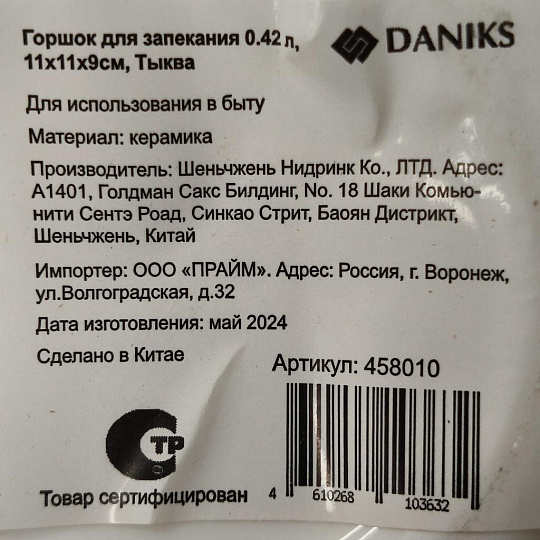 Горшок для запекания 0.42 л,
11x11x9см, Тыква
DANIKS
Для использования в быту
Материал: керамика
Производитель: Шеньчжень Нидринк Ко., ЛТД. Адрес:
А1401, Голдман Сакс Билдинг, No. 18 Шаки Комью-
нити Сентэ Роад, Синкао Стрит, Баоян Дистрикт,
Шеньчжень, Китай
Импортер: ООО «ПРАЙМ». Адрес: Россия, г. Воронеж,
ул.Волгоградская, д.32
Дата изготовления: май 2024
Сделано в Китае
Артикул: 458010
СТР
Товар сертифицирован
4 610268 103632